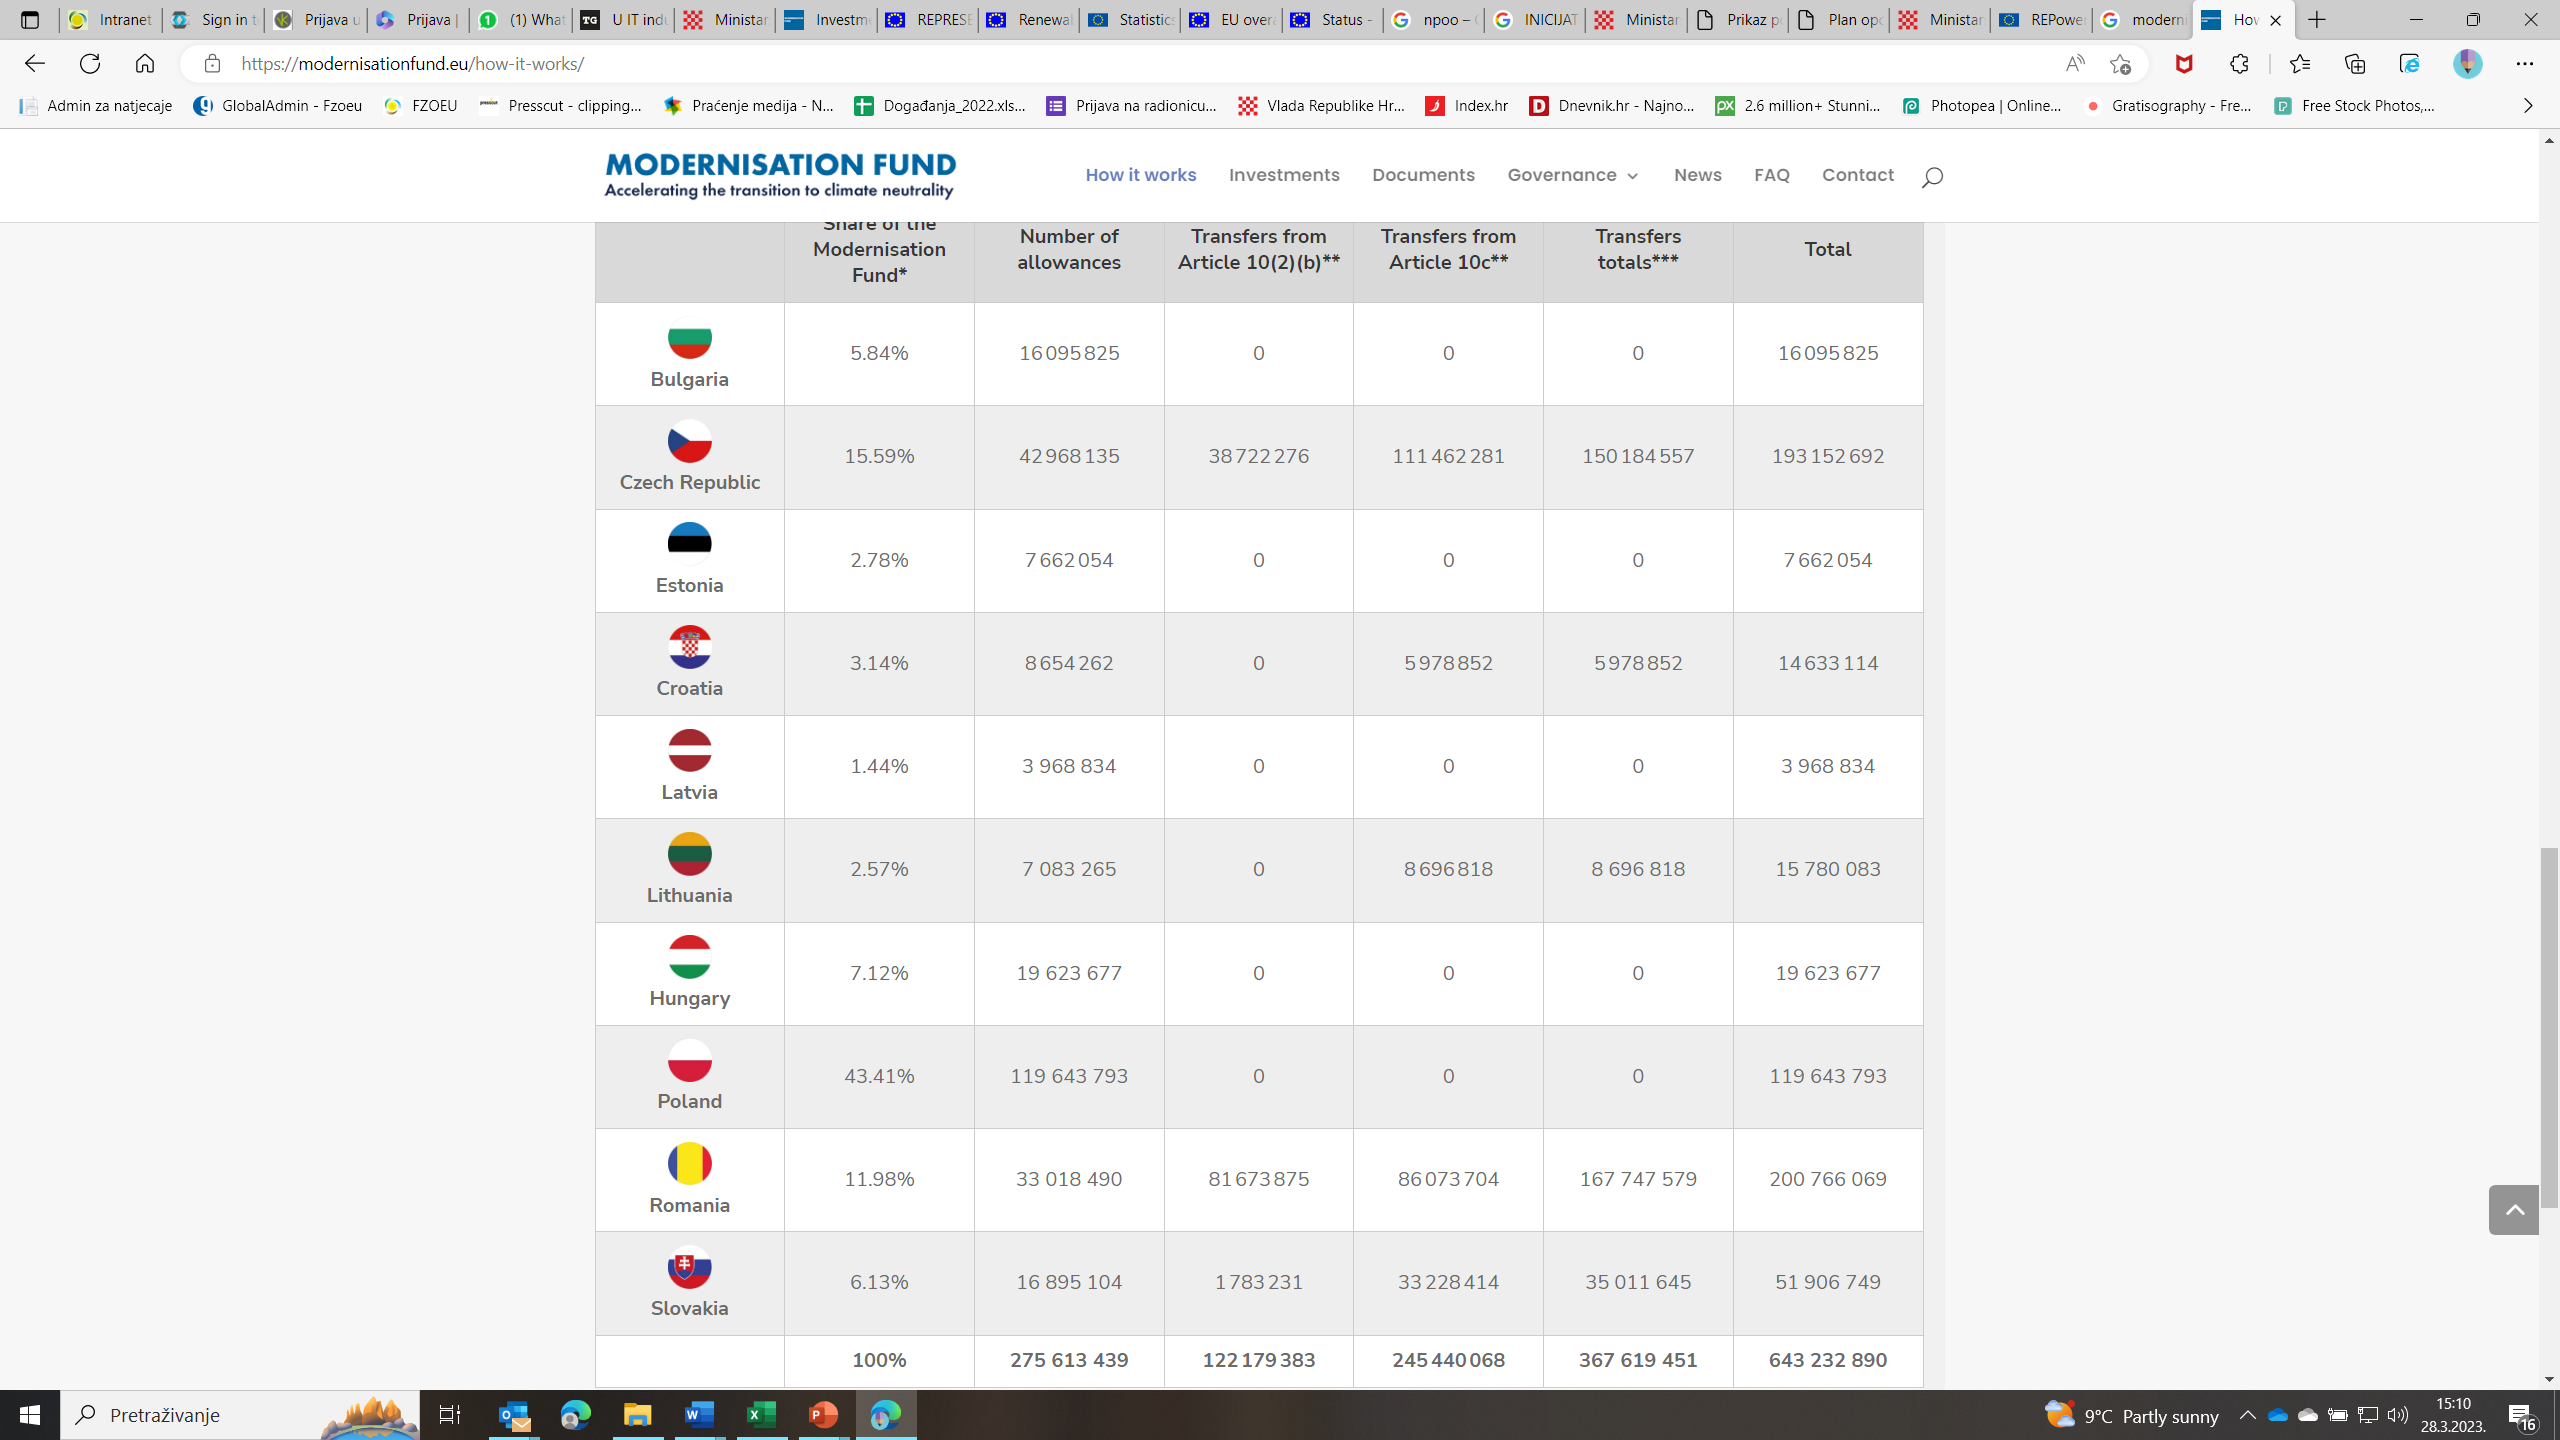 Intranet
Sign in t
Prijava u
Prijava |
(1) What
U IT indu
Ministar
Investme
REPRESE
Renewal
Statistics
EU overa
Status -
npoo – G
INICIJAT
Ministar
Prikaz p
Plan op
Ministar
REPower
moderni
How
https://modernisationfund.eu/how-it-works/
Admin za natjecaje
GlobalAdmin - Fzoeu
FZOEU
Presscut - clipping...
Praćenje medija - N...
Događanja_2022.xls...
Prijava na radionicu...
Vlada Republike Hr...
Index.hr
Dnevnik.hr - Najno...
2.6 million+ Stunni...
Photopea | Online...
Gratisography - Fre...
Free Stock Photos,...
MODERNISATION FUND
Accelerating the transition to climate neutrality
How it works Investments Documents Governance News FAQ Contact
Share of the
Modernisation
Fund*
Number of
allowances
Transfers from
Article 10(2)(b)**
Transfers from
Article 10c**
Transfers
totals***
Total
Bulgaria 5.84% 16 095 825 0 0 0 16 095 825
Czech Republic 15.59% 42 968 135 38 722 276 111 462 281 150 184 557 193 152 692
Estonia 2.78% 7 662 054 0 0 0 7 662 054
Croatia 3.14% 8 654 262 0 5 978 852 5 978 852 14 633 114
Latvia 1.44% 3 968 834 0 0 0 3 968 834
Lithuania 2.57% 7 083 265 0 8 696 818 8 696 818 15 780 083
Hungary 7.12% 19 623 677 0 0 0 19 623 677
Poland 43.41% 119 643 793 0 0 0 119 643 793
Romania 11.98% 33 018 490 81 673 875 86 073 704 167 747 579 200 766 069
Slovakia 6.13% 16 895 104 1 783 231 33 228 414 35 011 645 51 906 749
100% 275 613 439 122 179 383 245 440 068 367 619 451 643 232 890
Pretraživanje
9°C Partly sunny
15:10
28.3.2023.
16